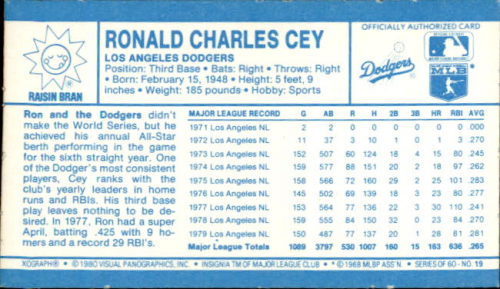 RONALD CHARLES CEY
LOS ANGELES DODGERS
Position: Third Base • Bats: Right • Throws: Right
• Born: February 15, 1948 • Height: 5 feet, 9
inches • Weight: 185 pounds • Hobby: Sports
RAISIN BRAN
OFFICIALLY AUTHORIZED CARD
Dodgers
MLB
Ron and the Dodgers didn't
make the World Series, but
he achieved his annual All-Star
berth performing in the game
for the sixth straight year. One
of the Dodger's most consistent
players, Cey ranks with the
club's yearly leaders in home
runs and RBIs. His third base
play leaves nothing to be de-
sired. In 1977, Ron had a super
April, batting .425 with 9 ho-
mers and a record 29 RBI's.
MAJOR LEAGUE RECORD G AB R H 2B 3B HR RBI AVG
1971 Los Angeles NL 2 2 0 0 0 0 0 0 .000
1972 Los Angeles NL 11 37 3 10 1 0 1 3 .270
1973 Los Angeles NL 152 507 60 124 18 4 15 80 .245
1974 Los Angeles NL 159 577 88 151 20 2 18 97 .262
1975 Los Angeles NL 158 566 72 160 29 2 25 101 .283
1976 Los Angeles NL 145 502 69 139 18 3 23 80 .277
1977 Los Angeles NL 153 564 77 136 22 3 30 110 .241
1978 Los Angeles NL 159 555 84 150 32 0 23 84 .270
1979 Los Angeles NL 150 487 77 137 20 1 28 81 .281
Major League Totals 1089 3797 530 1007 160 15 163 636 .265
XOGRAPH® • © 1980 VISUAL PANOGRAPHICS, INC • INSIGNIA TM OF MAJOR LEAGUE CLUB • ® © 1968 MLBP ASS'N. • SERIES OF 60 - NO. 19